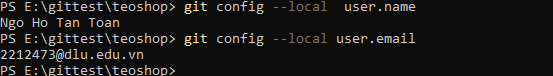 PS E:\gittest\teoshop> git config --local  user.name
Ngo Ho Tan Toan
PS E:\gittest\teoshop> git config --local user.email
2212473@dlu.edu.vn
PS E:\gittest\teoshop>